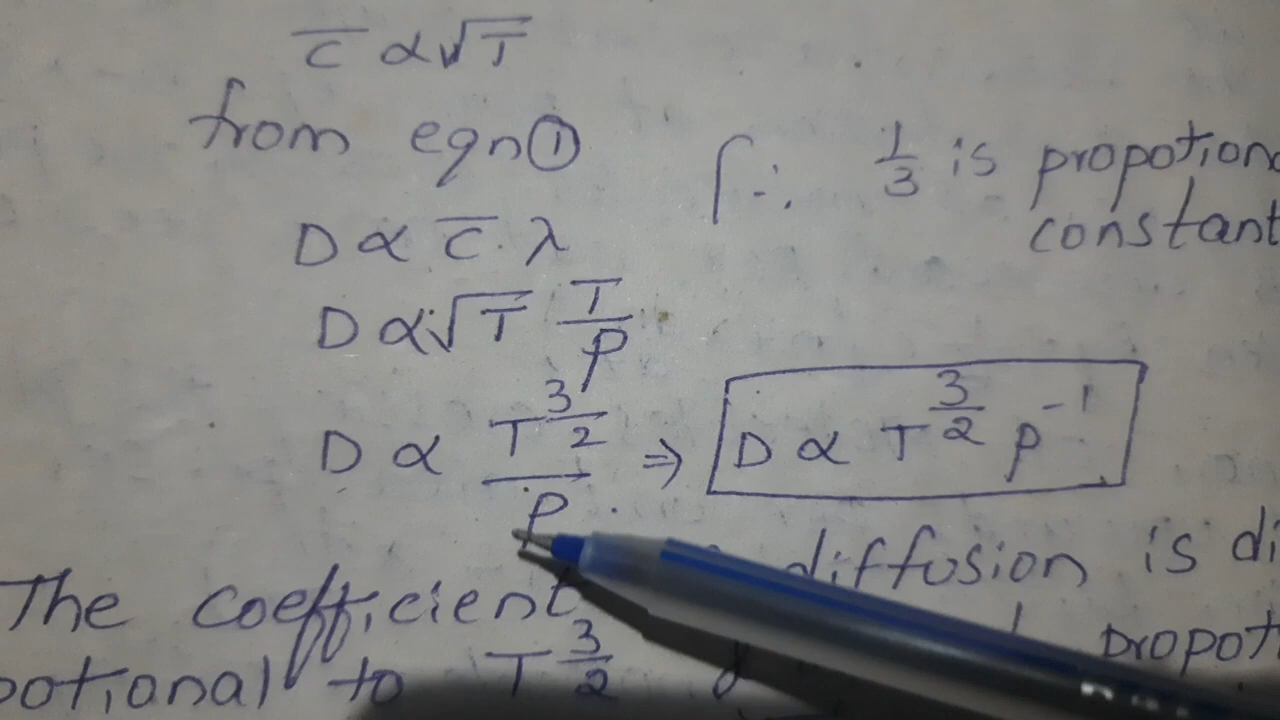 c̄ ∝ √T
from eqn ①
[∴ 1/3 is propotion
constant
D ∝ c̄ . λ
D ∝ √T T/P
D ∝ T^3/2 / P ⇒ D ∝ T^3/2 P^-1
The coefficient diffusion is di
potional to T^3/2 propot